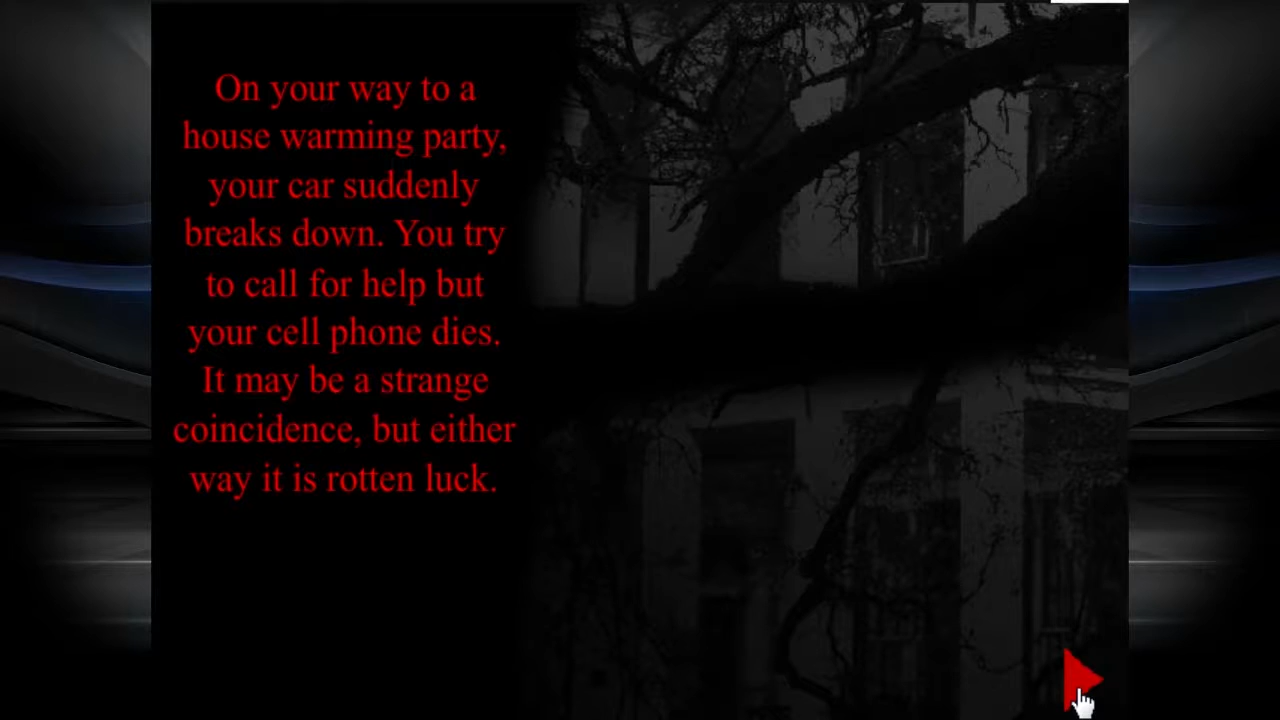 On your way to a
house warming party,
your car suddenly
breaks down. You try
to call for help but
your cell phone dies.
It may be a strange
coincidence, but either
way it is rotten luck.